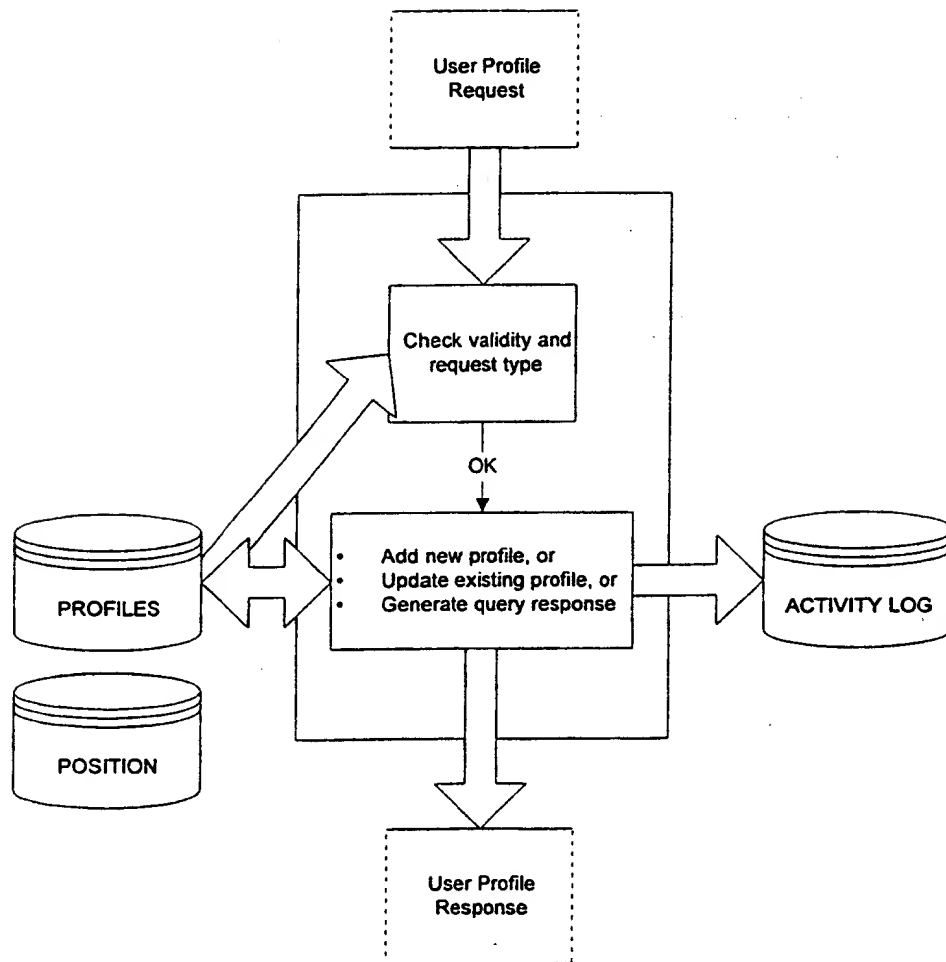 User Profile
Request
Check validity and
request type
OK
• Add new profile, or
• Update existing profile, or
• Generate query response
PROFILES
ACTIVITY LOG
POSITION
User Profile
Response